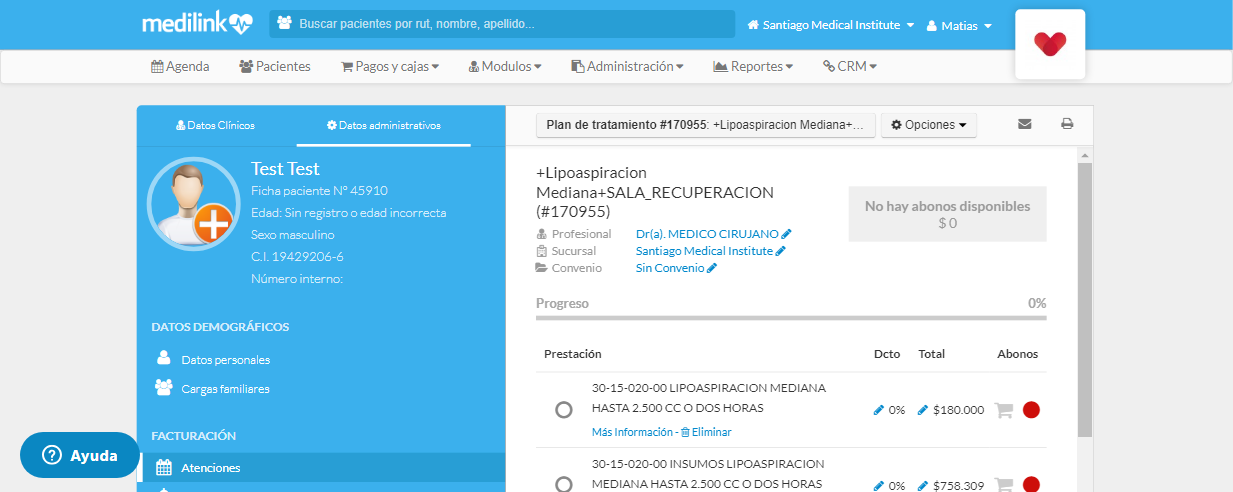 medilink
Buscar pacientes por rut, nombre, apellido...
Santiago Medical Institute
Matias
Agenda
Pacientes
Pagos y cajas
Modulos
Administración
Reportes
CRM
Datos Clínicos
Datos administrativos
Test Test
Ficha paciente N° 45910
Edad: Sin registro o edad incorrecta
Sexo masculino
C.I. 19429206-6
Número interno:
DATOS DEMOGRÁFICOS
Datos personales
Cargas familiares
FACTURACIÓN
Atenciones
Ayuda
Plan de tratamiento #170955: +Lipoaspiracion Mediana+...
Opciones
+Lipoaspiracion
Mediana+SALA_RECUPERACION
(#170955)
No hay abonos disponibles
$ 0
Profesional Dr(a). MEDICO CIRUJANO
Sucursal Santiago Medical Institute
Convenio Sin Convenio
Progreso 0%
Prestación Dcto Total Abonos
30-15-020-00 LIPOASPIRACION MEDIANA
HASTA 2.500 CC O DOS HORAS 0% $180.000
Más Información - Eliminar
30-15-020-00 INSUMOS LIPOASPIRACION
MEDIANA HASTA 2.500 CC O DOS HORAS 0% $758.309